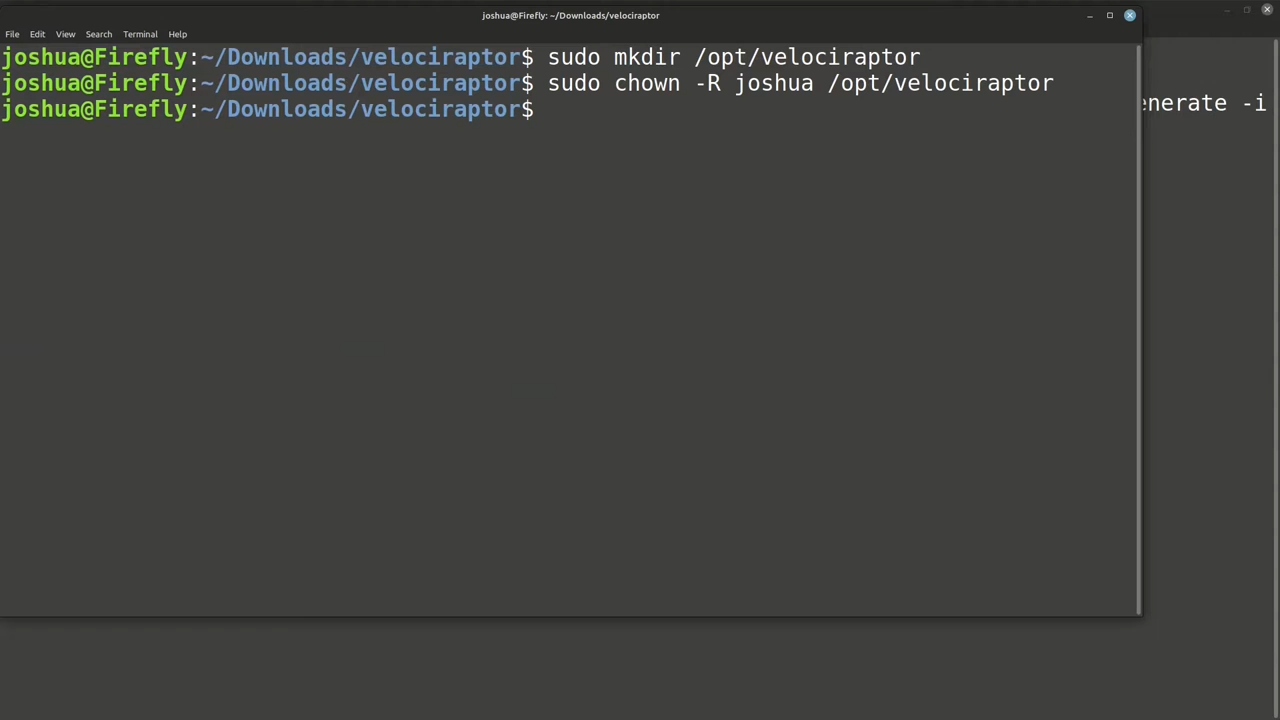 joshua@Firefly: ~/Downloads/velociraptor
File Edit View Search Terminal Help
joshua@Firefly:~/Downloads/velociraptor$ sudo mkdir /opt/velociraptor
joshua@Firefly:~/Downloads/velociraptor$ sudo chown -R joshua /opt/velociraptor
enerate -i
joshua@Firefly:~/Downloads/velociraptor$